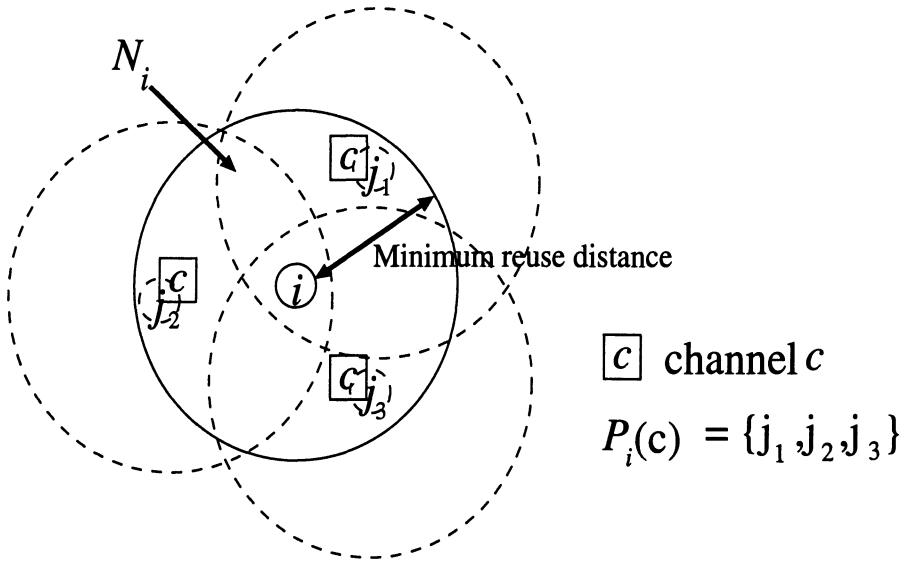 N_i
c j_1
Minimum reuse distance
c j_2
i
c j_3
c channel c
P_i(c) = {j_1,j_2,j_3}